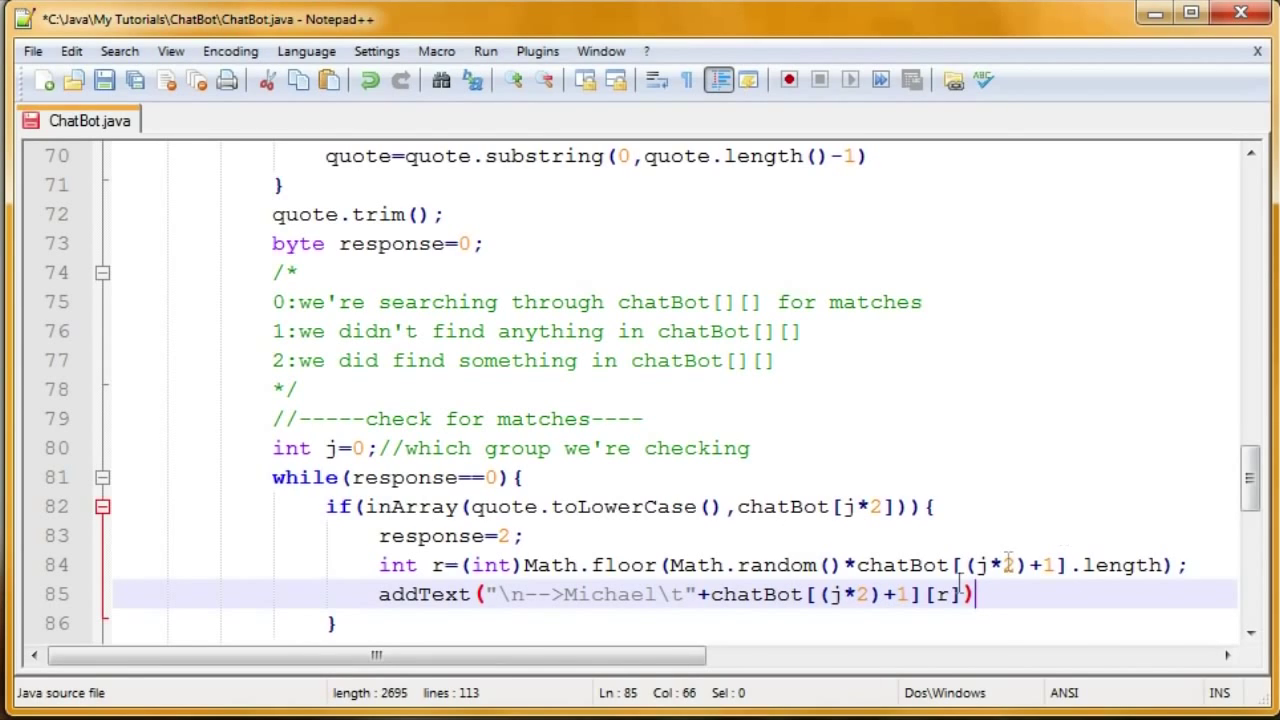 *C:\Java\My Tutorials\ChatBot\ChatBot.java - Notepad++
File Edit Search View Encoding Language Settings Macro Run Plugins Window ? X
ChatBot.java
70 quote=quote.substring(0,quote.length()-1)
71 }
72 quote.trim();
73 byte response=0;
74 /*
75 0:we're searching through chatBot[][] for matches
76 1:we didn't find anything in chatBot[][]
77 2:we did find something in chatBot[][]
78 */
79 //-----check for matches----
80 int j=0;//which group we're checking
81 while(response==0){
82 if(inArray(quote.toLowerCase(),chatBot[j*2])){
83 response=2;
84 int r=(int)Math.floor(Math.random()*chatBot[(j*2)+1].length);
85 addText("\n-->Michael\t"+chatBot[(j*2)+1][r])
86 }
Java source file length : 2695 lines : 113 Ln : 85 Col : 66 Sel : 0 Dos\Windows ANSI INS